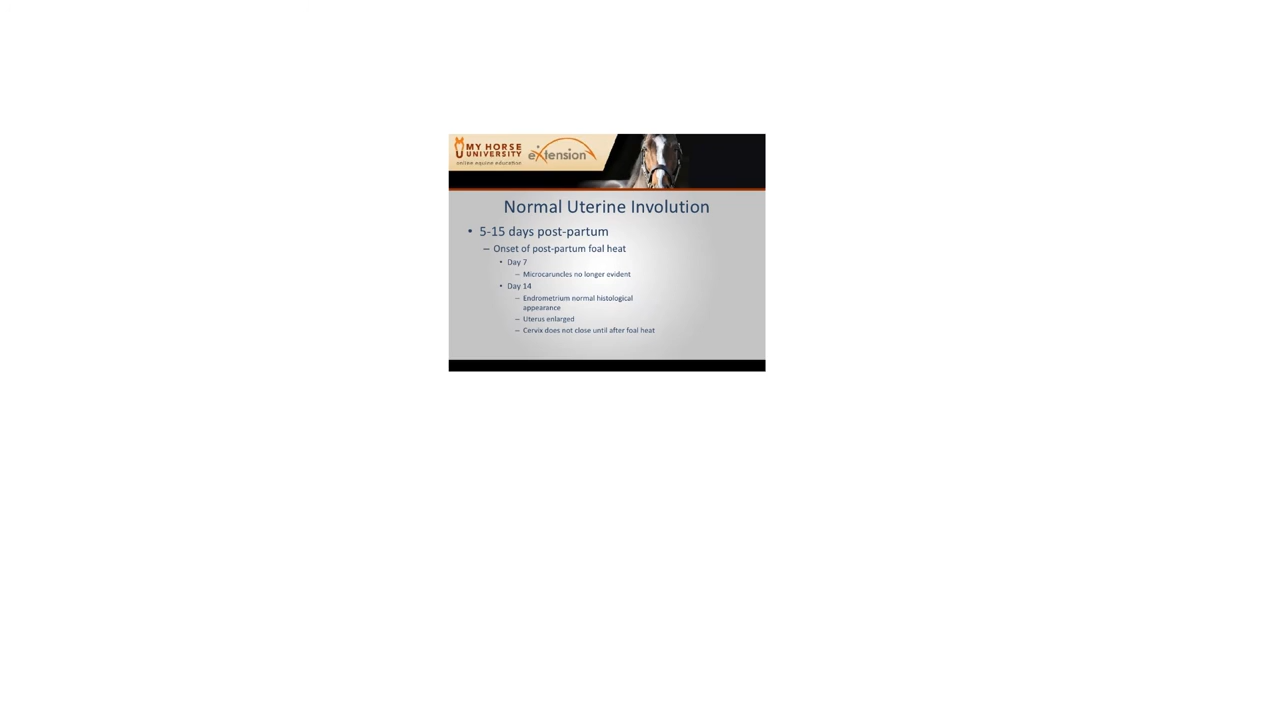 MY HORSE
UNIVERSITY
online equine education
eXtension
Normal Uterine Involution
• 5-15 days post-partum
– Onset of post-partum foal heat
• Day 7
– Microcaruncles no longer evident
• Day 14
– Endrometrium normal histological
appearance
– Uterus enlarged
– Cervix does not close until after foal heat